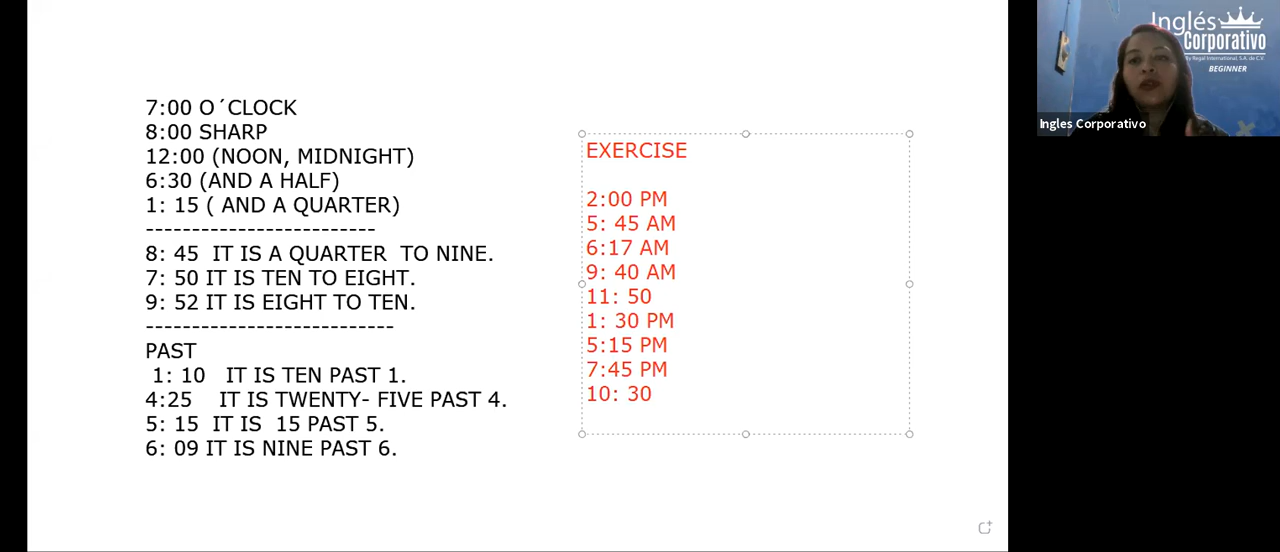 7:00 O´CLOCK
8:00 SHARP
12:00 (NOON, MIDNIGHT)
6:30 (AND A HALF)
1: 15 ( AND A QUARTER)
-------------------------
8: 45  IT IS A QUARTER  TO NINE.
7: 50 IT IS TEN TO EIGHT.
9: 52 IT IS EIGHT TO TEN.
---------------------------
PAST
1: 10   IT IS TEN PAST 1.
4:25    IT IS TWENTY- FIVE PAST 4.
5: 15  IT IS  15 PAST 5.
6: 09 IT IS NINE PAST 6.
EXERCISE
2:00 PM
5: 45 AM
6:17 AM
9: 40 AM
11: 50
1: 30 PM
5:15 PM
7:45 PM
10: 30
Inglés
Corporativo
By Regal International, S.A. de C.V.
BEGINNER
Ingles Corporativo